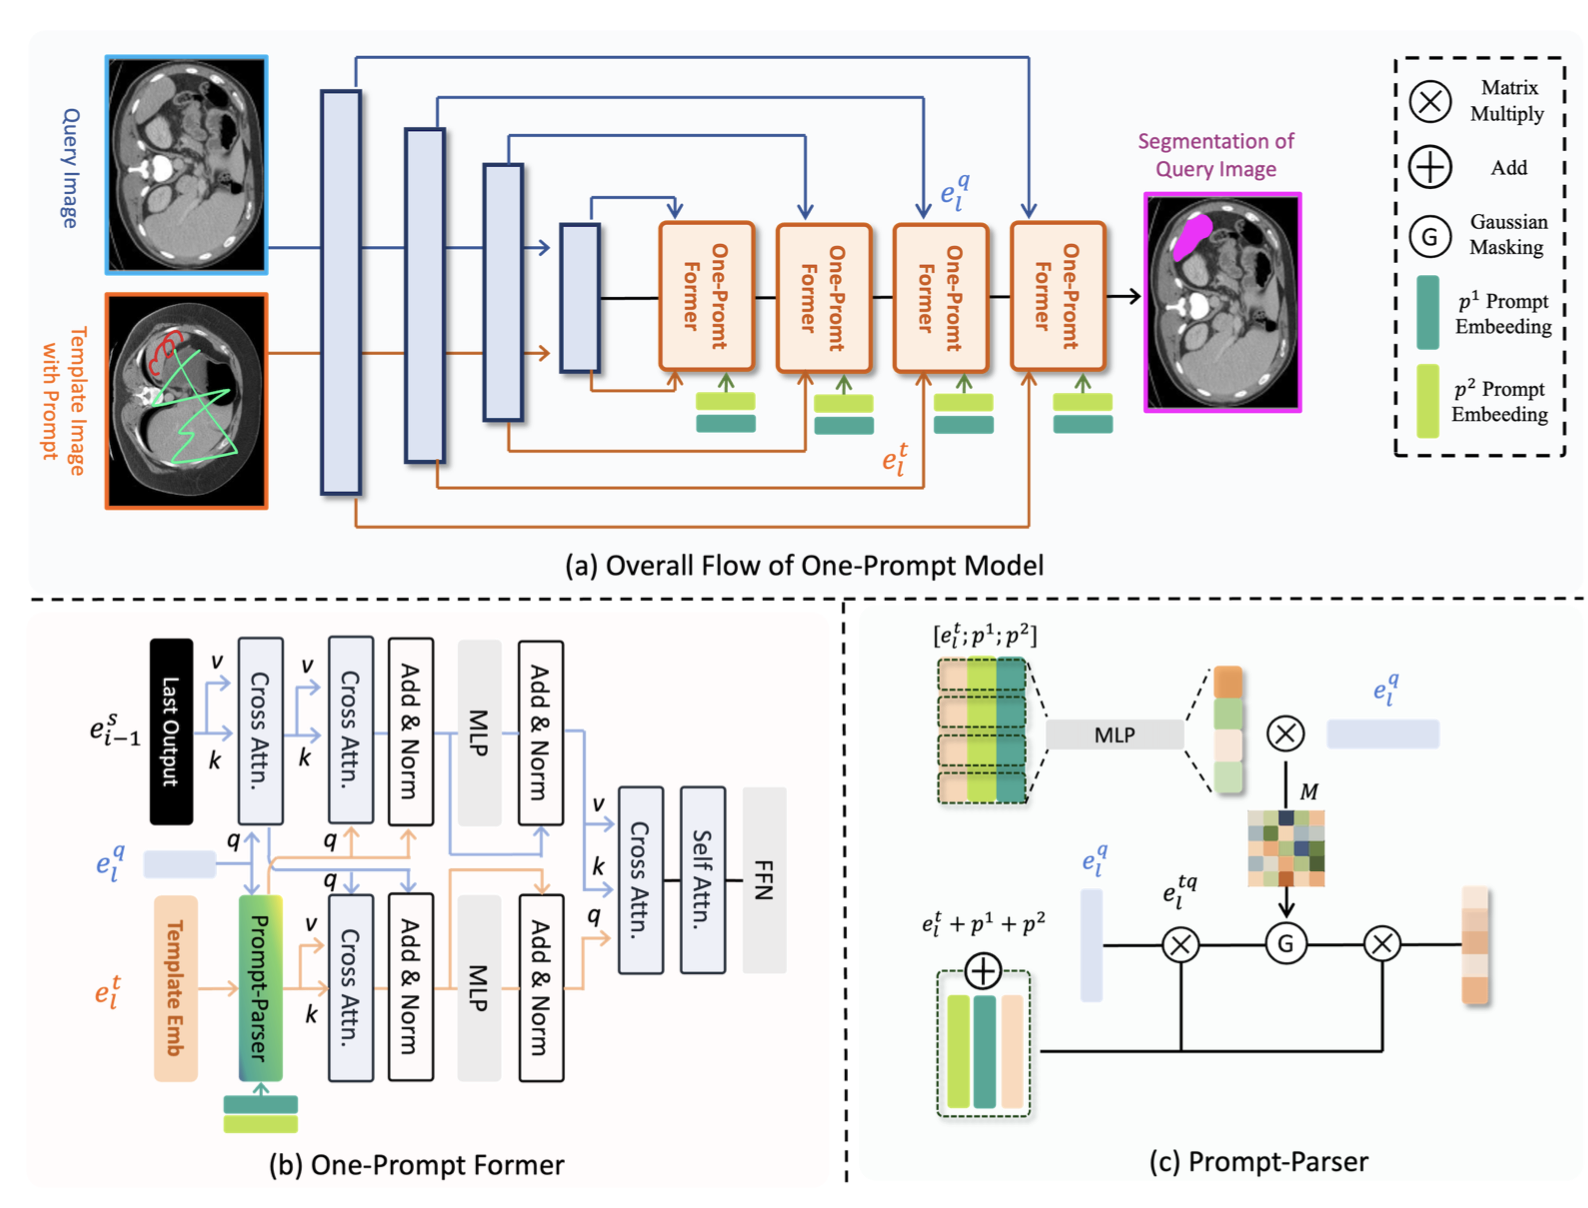 Query Image
Template Image
with Prompt
One-Promt
Former
One-Promt
Former
One-Promt
Former
One-Promt
Former
e_l^q
e_l^t
Segmentation of
Query Image
Matrix
Multiply
Add
G
Gaussian
Masking
p^1 Prompt
Embeeding
p^2 Prompt
Embeeding
(a) Overall Flow of One-Prompt Model
e_{i-1}^s
Last Output
v
k
Cross Attn.
v
k
Cross Attn.
Add & Norm
MLP
Add & Norm
e_l^q
q
q
q
e_l^t
Template Emb
Prompt-Parser
v
k
Cross Attn.
Add & Norm
MLP
Add & Norm
v
k
q
Cross Attn.
Self Attn.
FFN
(b) One-Prompt Former
[e_l^t; p^1; p^2]
MLP
e_l^q
M
e_l^q
e_l^{tq}
G
e_l^t + p^1 + p^2
(c) Prompt-Parser